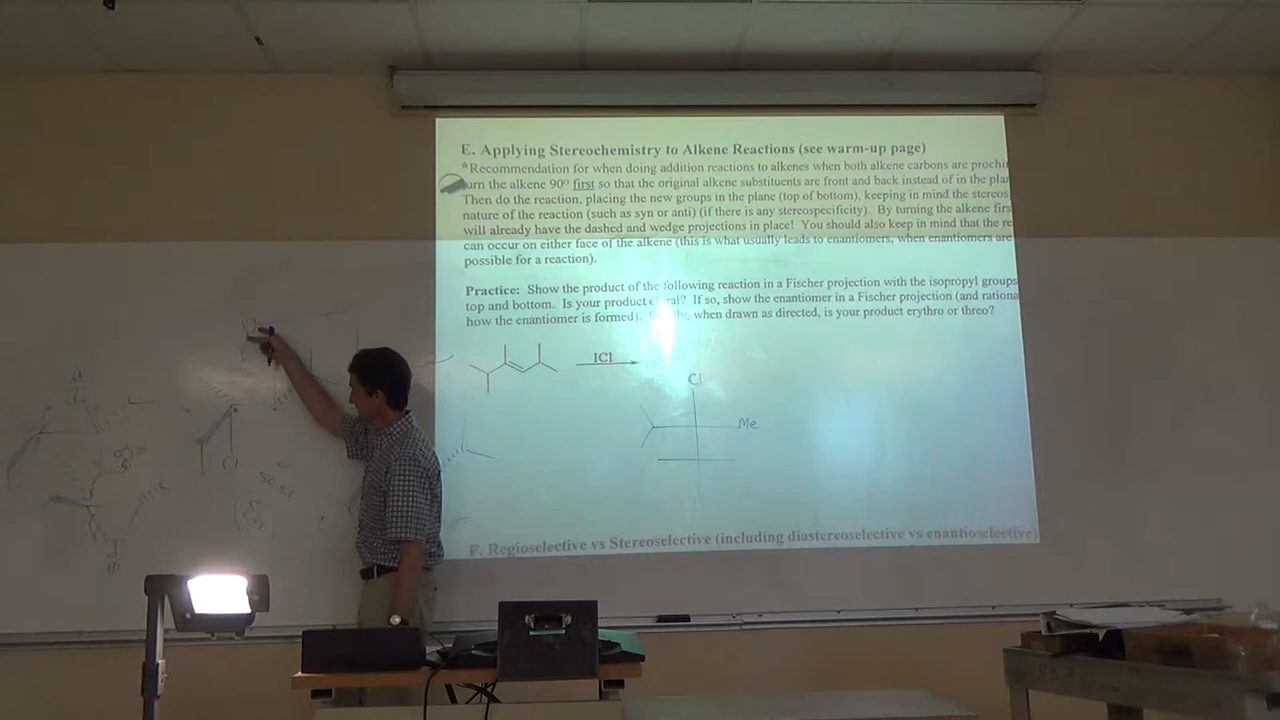 E. Applying Stereochemistry to Alkene Reactions (see warm-up page)
*Recommendation for when doing addition reactions to alkenes when both alkene carbons are prochir
urn the alkene 90° first so that the original alkene substituents are front and back instead of in the plan
Then do the reaction, placing the new groups in the plane (top of bottom), keeping in mind the stereos
nature of the reaction (such as syn or anti) (if there is any stereospecificity). By turning the alkene firs
will already have the dashed and wedge projections in place! You should also keep in mind that the re
can occur on either face of the alkene (this is what usually leads to enantiomers, when enantiomers are
possible for a reaction).
Practice: Show the product of the following reaction in a Fischer projection with the isopropyl groups
top and bottom. Is your product If so, show the enantiomer in a Fischer projection (and rationa
how the enantiomer is formed). when drawn as directed, is your product erythro or threo?
ICl
Cl
Me
Cl
F. Regioselective vs Stereoselective (including diastereoselective vs enantioselective)